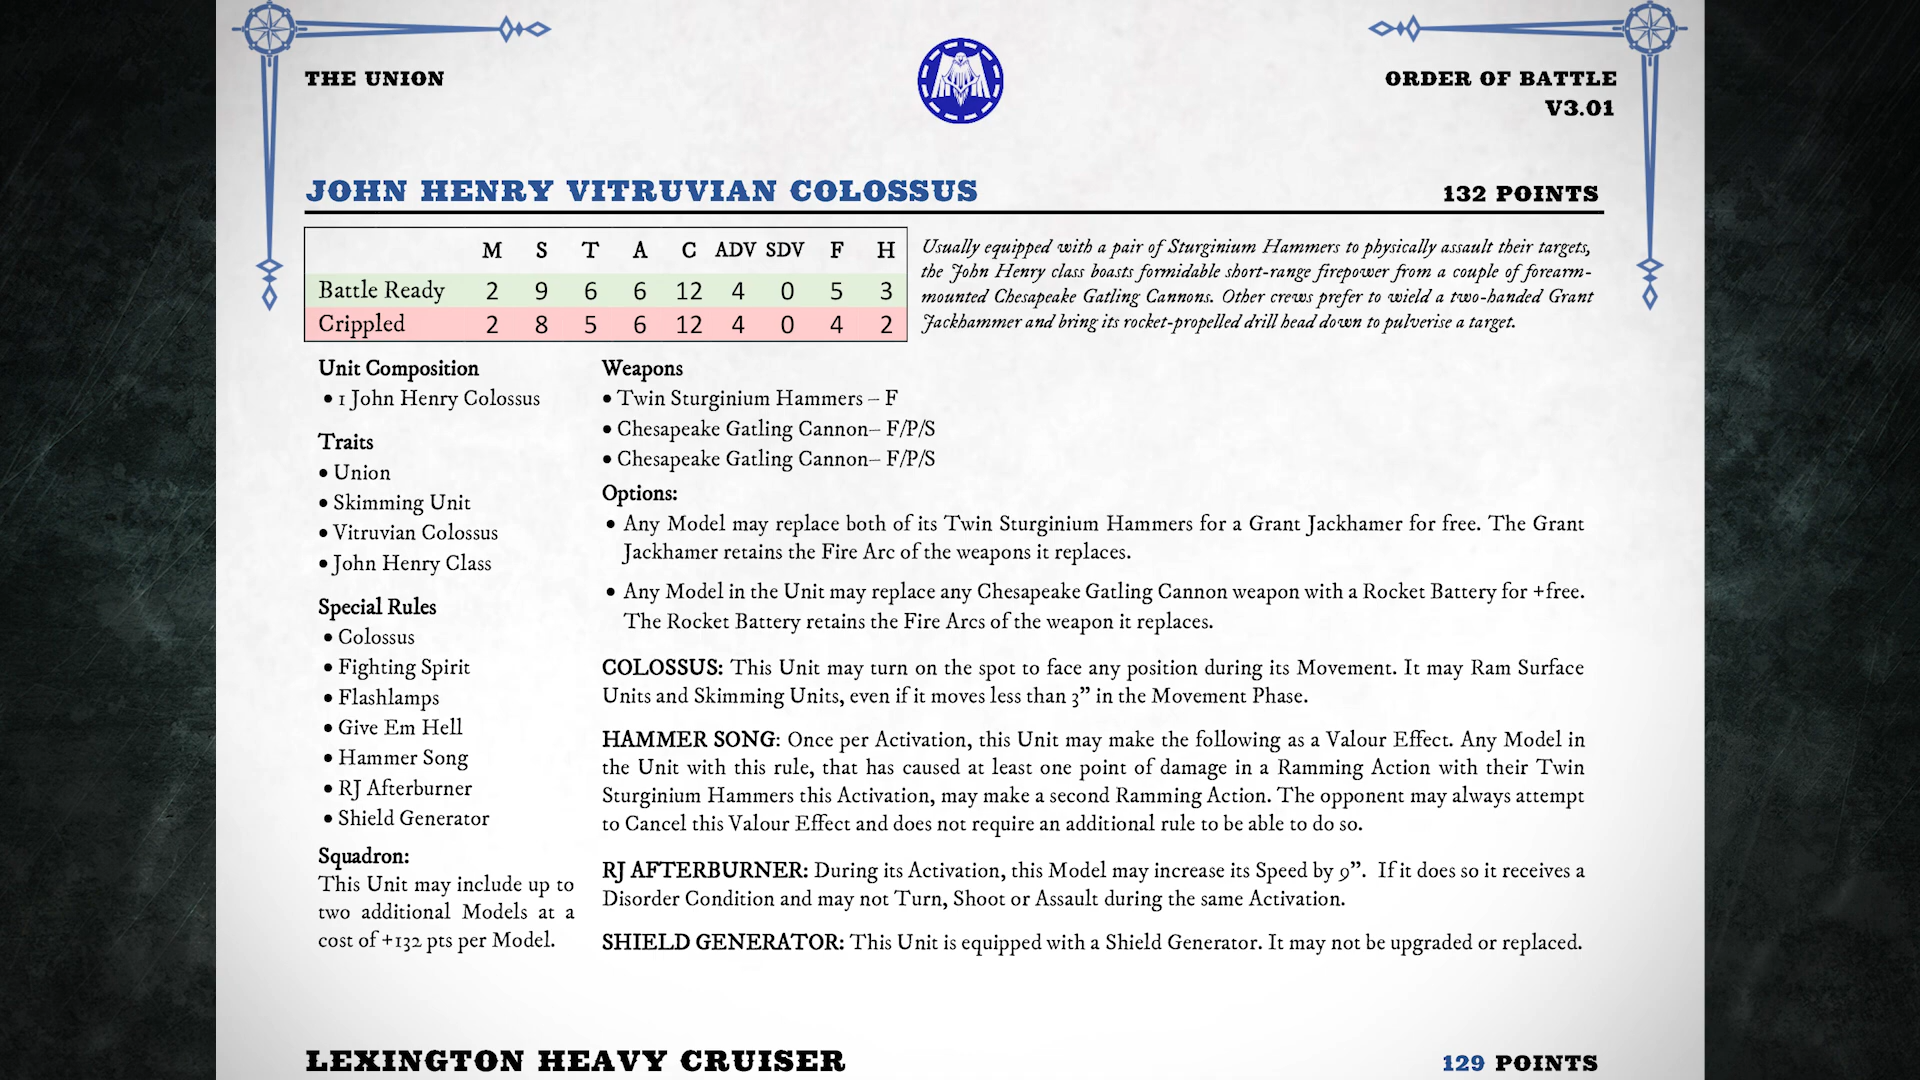 THE UNION
ORDER OF BATTLE
V3.01
JOHN HENRY VITRUVIAN COLOSSUS
132 POINTS
M S T A C ADV SDV F H
Battle Ready 2 9 6 6 12 4 0 5 3
Crippled 2 8 5 6 12 4 0 4 2
Usually equipped with a pair of Sturginium Hammers to physically assault their targets,
the John Henry class boasts formidable short-range firepower from a couple of forearm-
mounted Chesapeake Gatling Cannons. Other crews prefer to wield a two-handed Grant
Jackhammer and bring its rocket-propelled drill head down to pulverise a target.
Unit Composition
• 1 John Henry Colossus
Traits
• Union
• Skimming Unit
• Vitruvian Colossus
• John Henry Class
Special Rules
• Colossus
• Fighting Spirit
• Flashlamps
• Give Em Hell
• Hammer Song
• RJ Afterburner
• Shield Generator
Squadron:
This Unit may include up to
two additional Models at a
cost of +132 pts per Model.
Weapons
• Twin Sturginium Hammers – F
• Chesapeake Gatling Cannon– F/P/S
• Chesapeake Gatling Cannon– F/P/S
Options:
• Any Model may replace both of its Twin Sturginium Hammers for a Grant Jackhamer for free. The Grant
Jackhamer retains the Fire Arc of the weapons it replaces.
• Any Model in the Unit may replace any Chesapeake Gatling Cannon weapon with a Rocket Battery for +free.
The Rocket Battery retains the Fire Arcs of the weapon it replaces.
COLOSSUS: This Unit may turn on the spot to face any position during its Movement. It may Ram Surface
Units and Skimming Units, even if it moves less than 3” in the Movement Phase.
HAMMER SONG: Once per Activation, this Unit may make the following as a Valour Effect. Any Model in
the Unit with this rule, that has caused at least one point of damage in a Ramming Action with their Twin
Sturginium Hammers this Activation, may make a second Ramming Action. The opponent may always attempt
to Cancel this Valour Effect and does not require an additional rule to be able to do so.
RJ AFTERBURNER: During its Activation, this Model may increase its Speed by 9”. If it does so it receives a
Disorder Condition and may not Turn, Shoot or Assault during the same Activation.
SHIELD GENERATOR: This Unit is equipped with a Shield Generator. It may not be upgraded or replaced.
LEXINGTON HEAVY CRUISER
129 POINTS